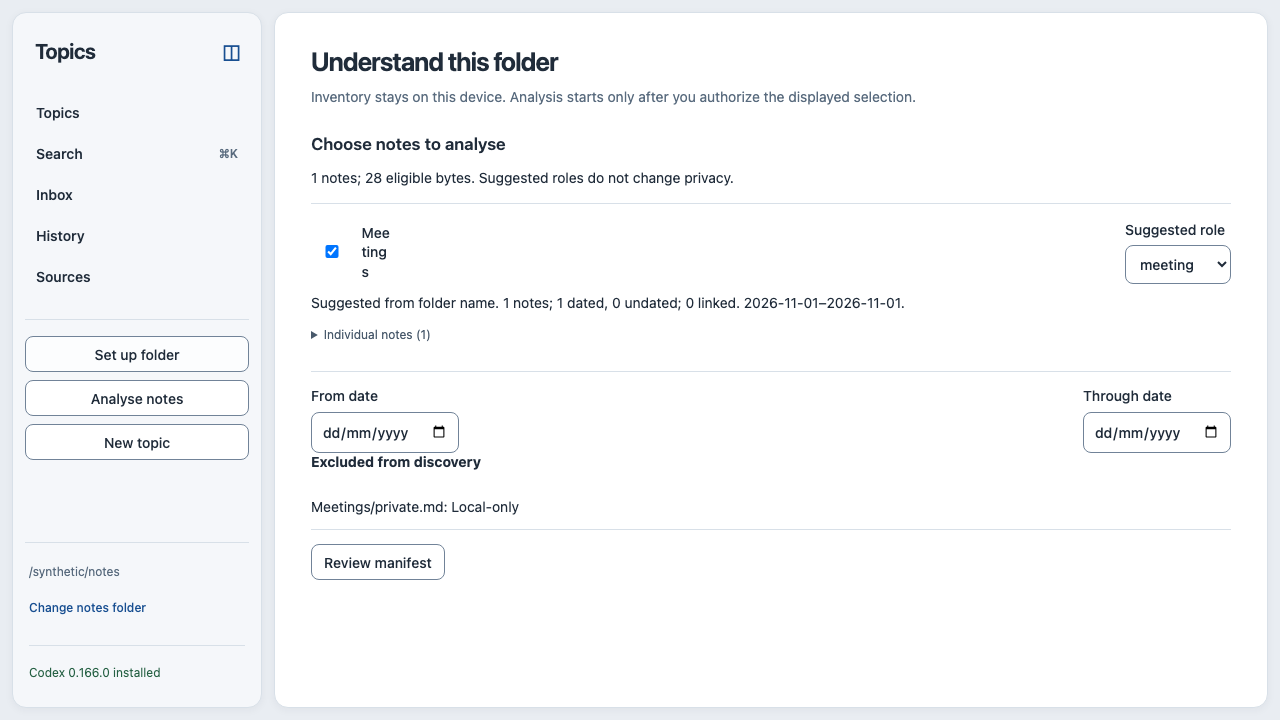 Topics
Topics
Search ⌘K
Inbox
History
Sources
Set up folder
Analyse notes
New topic
/synthetic/notes
Change notes folder
Codex 0.166.0 installed
Understand this folder
Inventory stays on this device. Analysis starts only after you authorize the displayed selection.
Choose notes to analyse
1 notes; 28 eligible bytes. Suggested roles do not change privacy.
Mee
ting
s
Suggested role
meeting
Suggested from folder name. 1 notes; 1 dated, 0 undated; 0 linked. 2026-11-01–2026-11-01.
Individual notes (1)
From date
dd/mm/yyyy
Through date
dd/mm/yyyy
Excluded from discovery
Meetings/private.md: Local-only
Review manifest